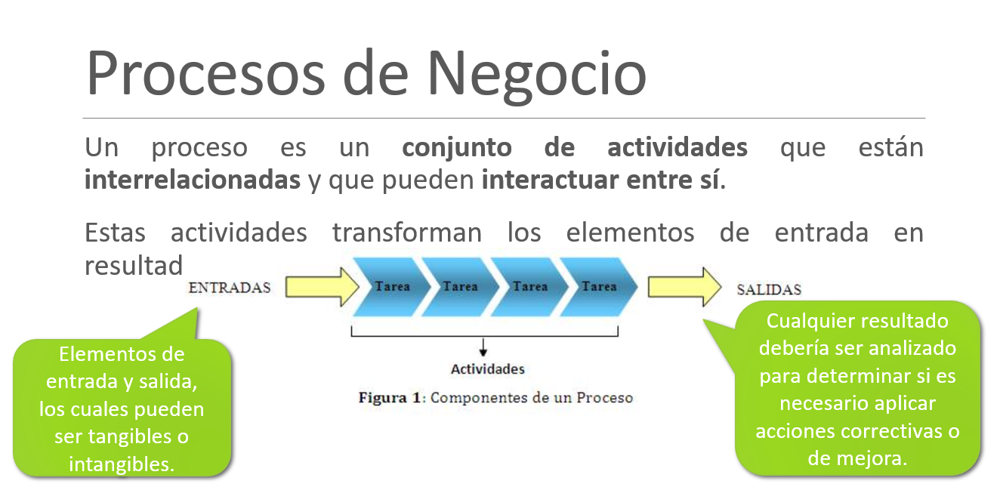 Procesos de Negocio
Un proceso es un conjunto de actividades que están
interrelacionadas y que pueden interactuar entre sí.
Estas actividades transforman los elementos de entrada en
resultad
ENTRADAS
Tarea
Tarea
Tarea
Tarea
SALIDAS
Actividades
Figura 1: Componentes de un Proceso
Elementos de
entrada y salida,
los cuales pueden
ser tangibles o
intangibles.
Cualquier resultado
debería ser analizado
para determinar si es
necesario aplicar
acciones correctivas o
de mejora.